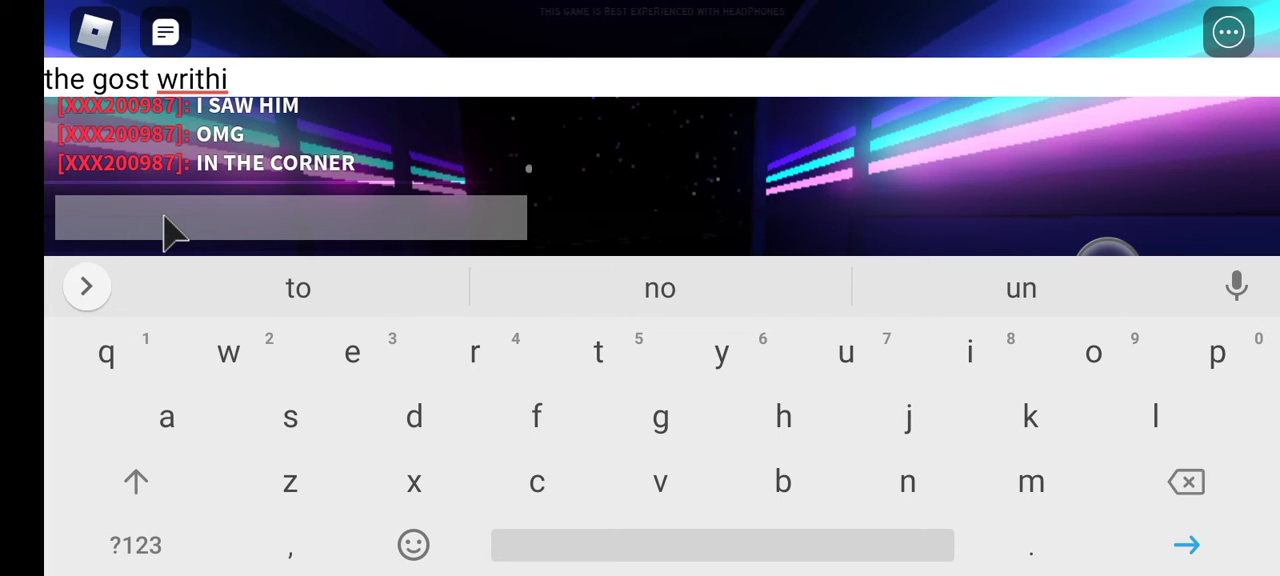 THIS GAME IS BEST EXPERIENCED WITH HEADPHONES
the gost writhi
[XXX200987]: I SAW HIM
[XXX200987]: OMG
[XXX200987]: IN THE CORNER
to no un
q 1 w 2 e 3 r 4 t 5 y 6 u 7 i 8 o 9 p 0
a s d f g h j k l
z x c v b n m
?123 , .